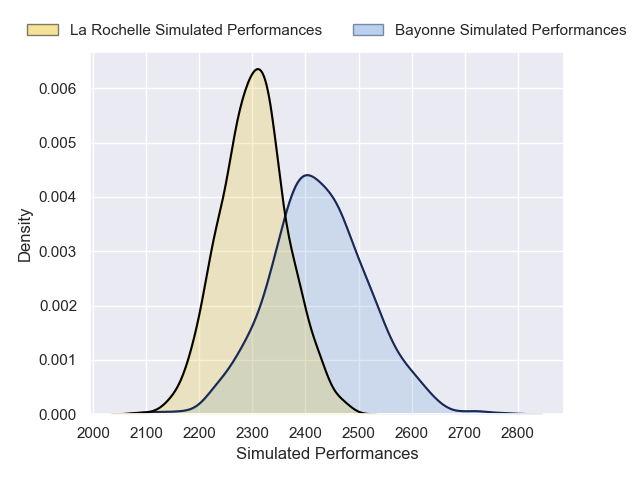 La Rochelle Simulated Performances Bayonne Simulated Performances
0.006
0.005
0.004
0.003
0.002
0.001
0.000
Density
2000 2100 2200 2300 2400 2500 2600 2700 2800
Simulated Performances